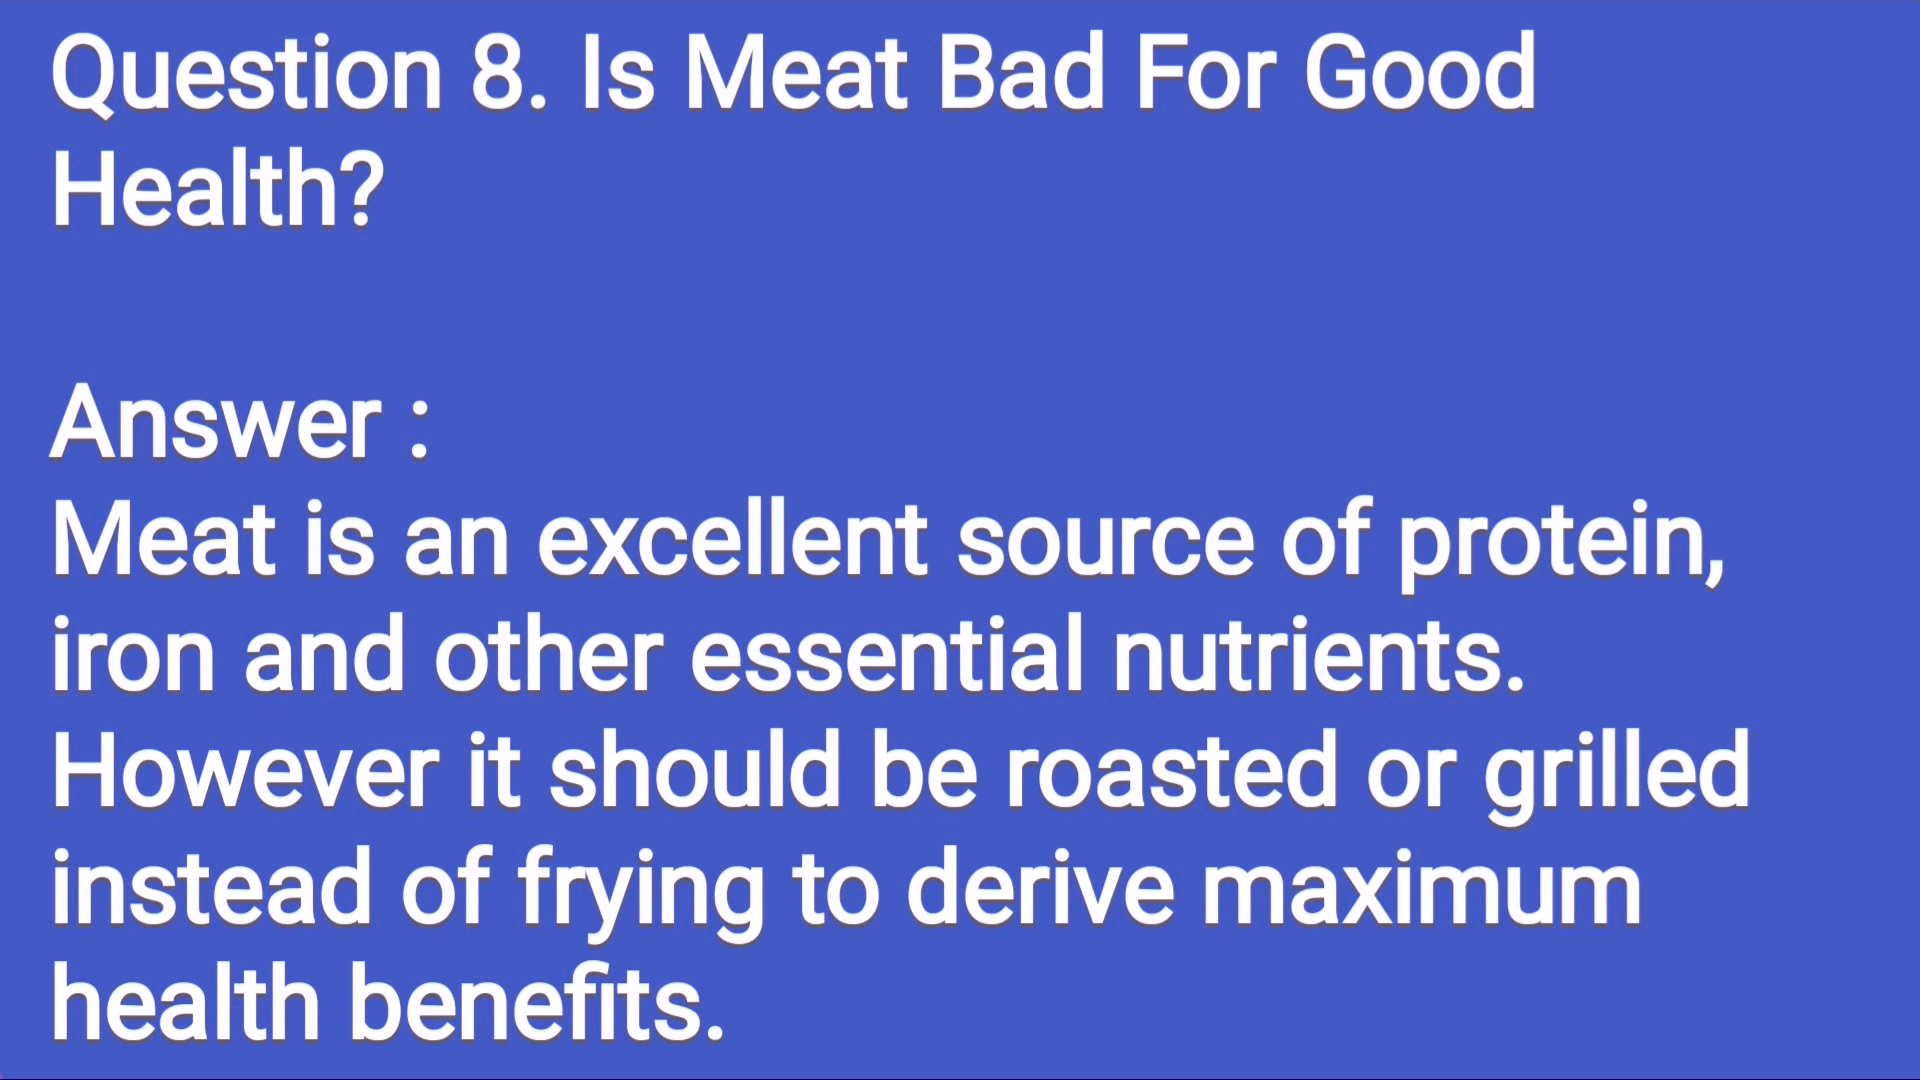 Question 8. Is Meat Bad For Good
Health?
Answer :
Meat is an excellent source of protein,
iron and other essential nutrients.
However it should be roasted or grilled
instead of frying to derive maximum
health benefits.